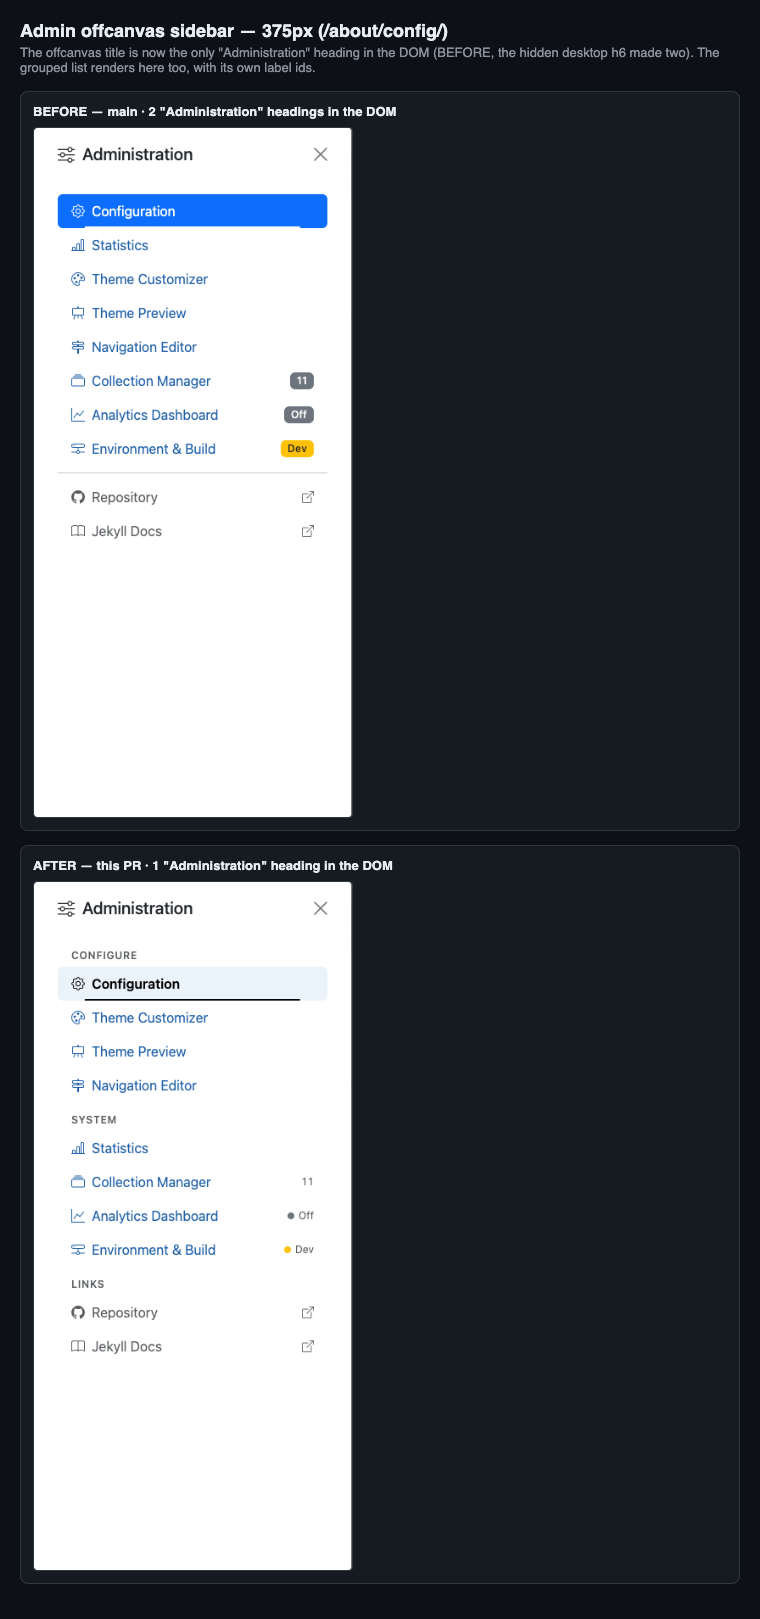 Admin offcanvas sidebar — 375px (/about/config/)
The offcanvas title is now the only "Administration" heading in the DOM (BEFORE, the hidden desktop h6 made two). The
grouped list renders here too, with its own label ids.
BEFORE — main · 2 "Administration" headings in the DOM
Administration
Configuration
Statistics
Theme Customizer
Theme Preview
Navigation Editor
Collection Manager 11
Analytics Dashboard Off
Environment & Build Dev
Repository
Jekyll Docs
AFTER — this PR · 1 "Administration" heading in the DOM
Administration
CONFIGURE
Configuration
Theme Customizer
Theme Preview
Navigation Editor
SYSTEM
Statistics
Collection Manager 11
Analytics Dashboard Off
Environment & Build Dev
LINKS
Repository
Jekyll Docs